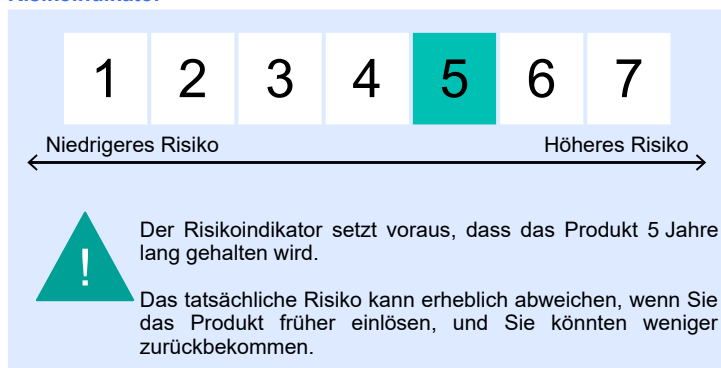 1 2 3 4 5 6 7
Niedrigeres Risiko Höheres Risiko
!
Der Risikoindikator setzt voraus, dass das Produkt 5 Jahre
lang gehalten wird.
Das tatsächliche Risiko kann erheblich abweichen, wenn Sie
das Produkt früher einlösen, und Sie könnten weniger
zurückbekommen.